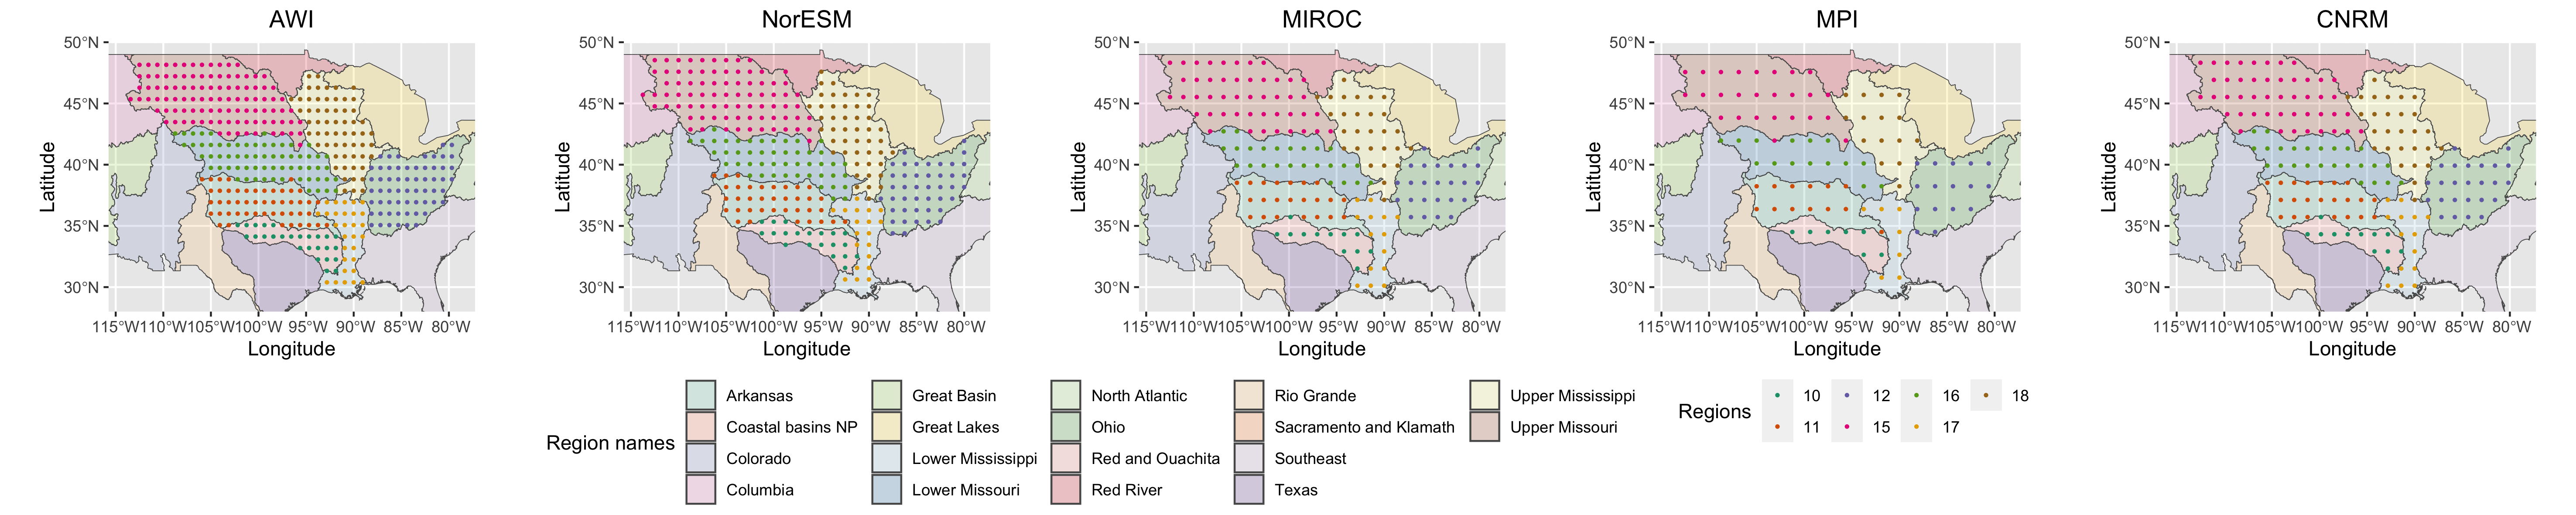 AWI NorESM MIROC MPI CNRM
50°N 50°N 50°N 50°N 50°N
45°N 45°N 45°N 45°N 45°N
40°N 40°N 40°N 40°N 40°N
35°N 35°N 35°N 35°N 35°N
30°N 30°N 30°N 30°N 30°N
Latitude Latitude Latitude Latitude Latitude
115°W 110°W 105°W 100°W 95°W 90°W 85°W 80°W 115°W 110°W 105°W 100°W 95°W 90°W 85°W 80°W 115°W 110°W 105°W 100°W 95°W 90°W 85°W 80°W 115°W 110°W 105°W 100°W 95°W 90°W 85°W 80°W 115°W 110°W 105°W 100°W 95°W 90°W 85°W 80°W
Longitude Longitude Longitude Longitude Longitude
Region names
Arkansas Great Basin North Atlantic Rio Grande Upper Mississippi
Coastal basins NP Great Lakes Ohio Sacramento and Klamath Upper Missouri
Colorado Lower Mississippi Red and Ouachita Southeast
Columbia Lower Missouri Red River Texas
Regions
10 12 16 18
11 15 17